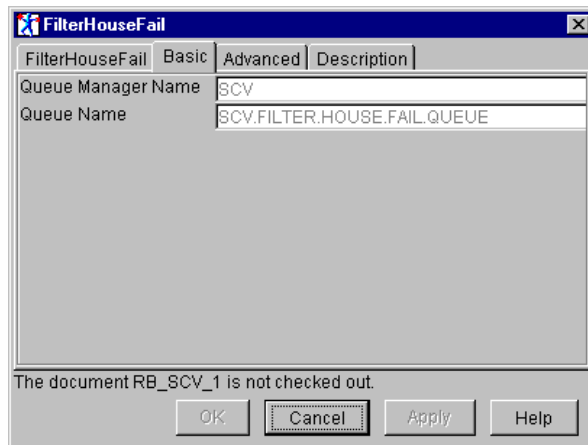 FilterHouseFail
FilterHouseFail Basic Advanced Description
Queue Manager Name SCV
Queue Name SCV.FILTER.HOUSE.FAIL.QUEUE
The document RB_SCV_1 is not checked out.
OK Cancel Apply Help